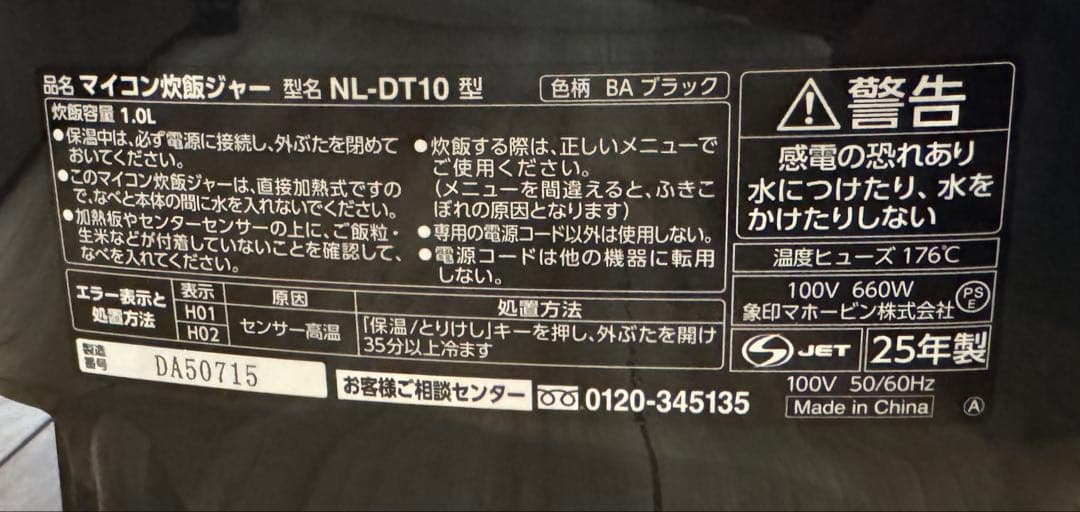 品名 マイコン炊飯ジャー 型名 NL-DT10 型
色柄 BA ブラック
炊飯容量 1.0L
●保温中は、必ず電源に接続し、外ぶたを閉めて
おいてください。
●このマイコン炊飯ジャーは、直接加熱式ですの
で、なべと本体の間に水を入れないでください。
●加熱板やセンターセンサーの上に、ご飯粒・
生米などが付着していないことを確認して、
なべを入れてください。
●炊飯する際は、正しいメニューで
ご使用ください。
(メニューを間違えると、ふきこ
ぼれの原因となります)
●専用の電源コード以外は使用しない。
●電源コードは他の機器に転用
しない。
エラー表示と
処置方法
表示 原因 処置方法
H01
H02
センサー高温
「保温/とりけし」キーを押し、外ぶたを開け
35分以上冷ます
製造
番号
DA50715
お客様ご相談センター 0120-345135
警告
感電の恐れあり
水につけたり、水を
かけたりしない
温度ヒューズ 176℃
100V 660W
象印マホービン株式会社
PS
E
S JET 25年製
100V 50/60Hz
Made in China A